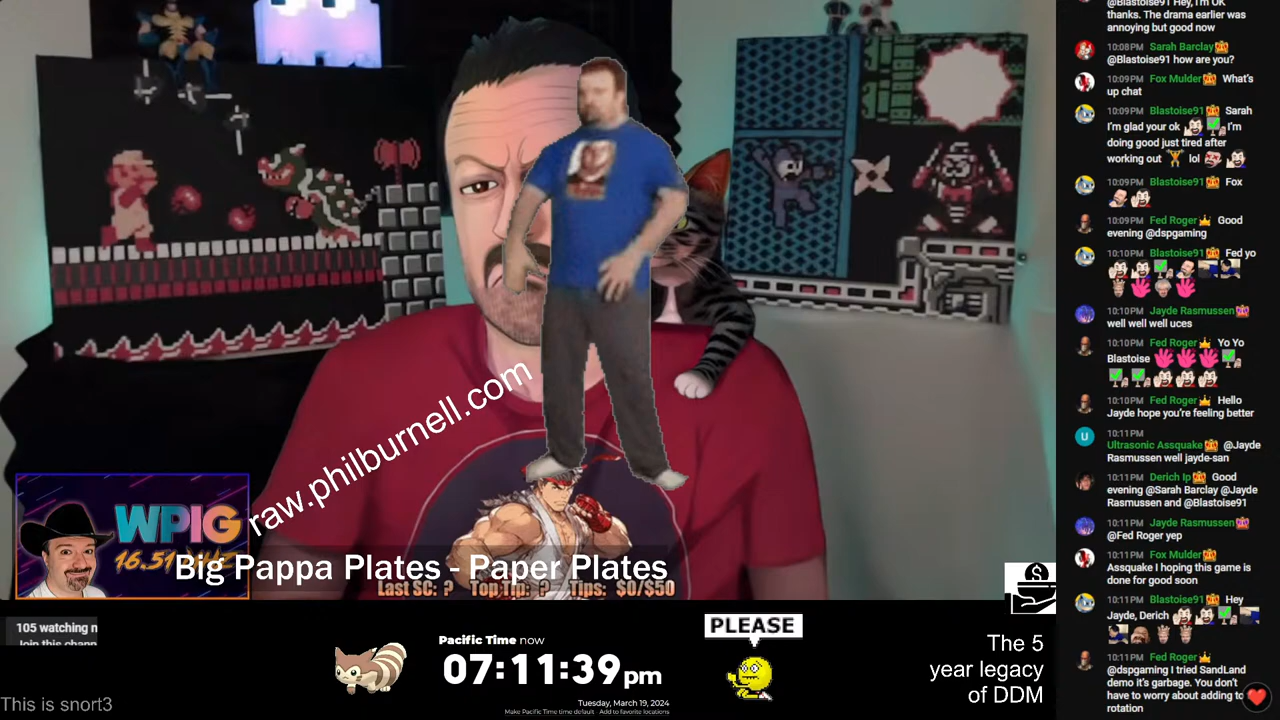 raw.philburnell.com
WPIG
Big Pappa Plates - Paper Plates
Last SC: ? Top Tip: ? Tips: $0/$50
105 watching n
Pacific Time now
07:11:39pm
Tuesday, March 19, 2024
Make Pacific Time time default · Add to favorite locations
PLEASE
The 5
year legacy
of DDM
This is snort3
@Blastoise91 Hey, I'm OK
thanks. The drama earlier was
annoying but good now
10:08PM Sarah Barclay
@Blastoise91 how are you?
10:09PM Fox Mulder What's
up chat
10:09PM Blastoise91 Sarah
I'm glad your ok I'm
doing good just tired after
working out lol
10:09PM Blastoise91 Fox
10:09PM Fed Roger Good
evening @dspgaming
10:10PM Blastoise91 Fed yo
10:10PM Jayde Rasmussen
well well well uces
10:10PM Fed Roger Yo Yo
Blastoise
10:10PM Fed Roger Hello
Jayde hope you're feeling better
U
10:11PM
Ultrasonic Assquake @Jayde
Rasmussen well jayde-san
10:11PM Derich Ip Good
evening @Sarah Barclay @Jayde
Rasmussen and @Blastoise91
10:11PM Jayde Rasmussen
@Fed Roger yep
10:11PM Fox Mulder
Assquake I hoping this game is
done for good soon
10:11PM Blastoise91 Hey
Jayde, Derich
10:11PM Fed Roger
@dspgaming I tried SandLand
demo it's garbage. You don't
have to worry about adding to
rotation